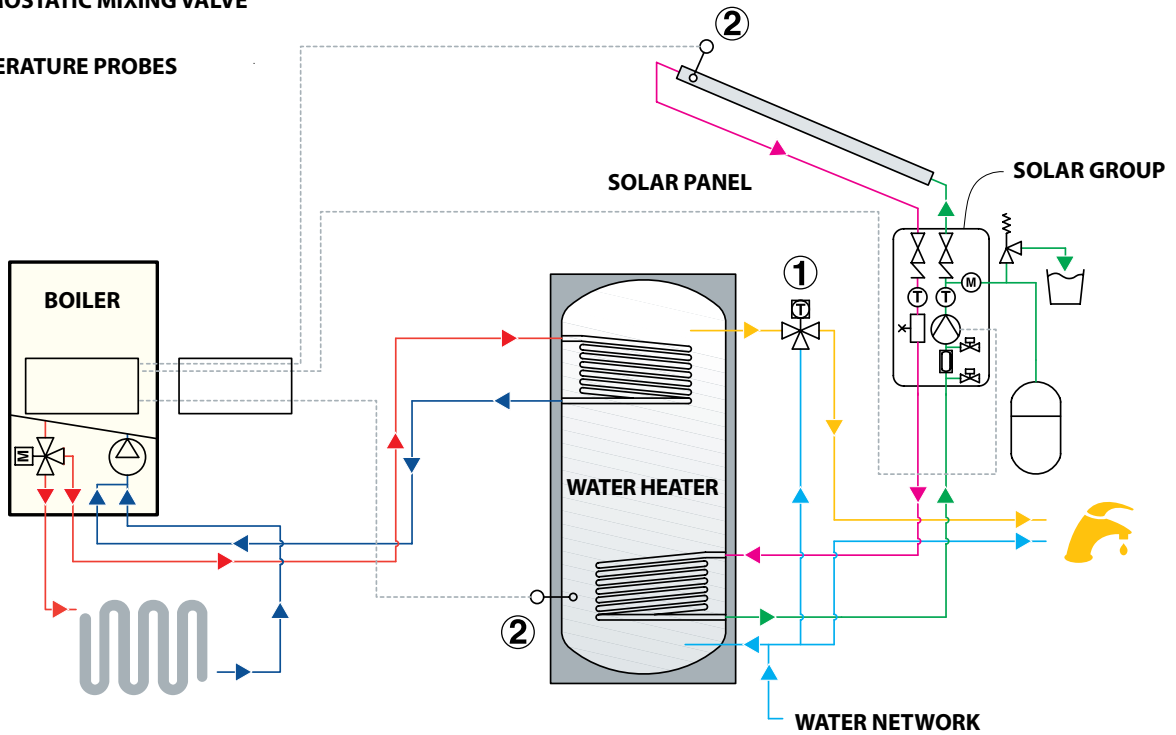 OSTATIC MIXING VALVE
ERATURE PROBES
2
SOLAR PANEL
SOLAR GROUP
BOILER
1
T
T
T
M
M
WATER HEATER
2
WATER NETWORK